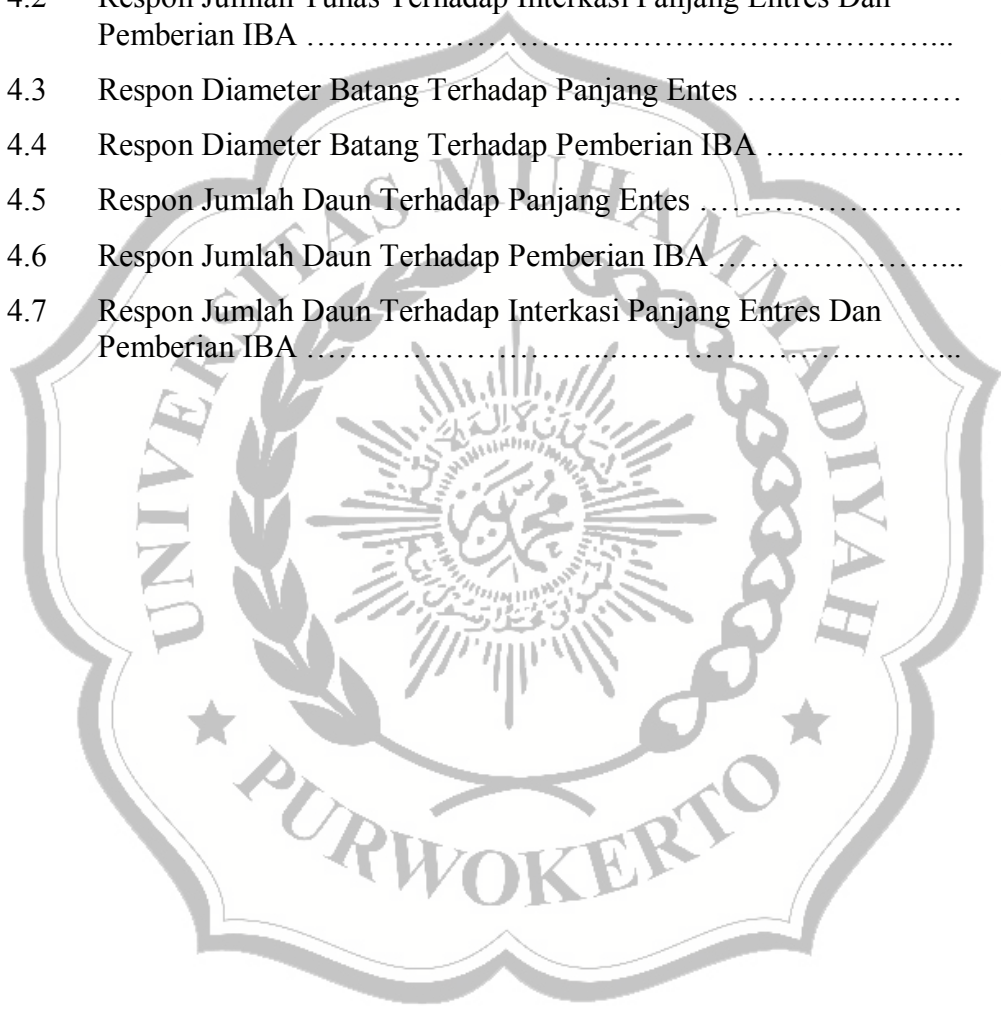 4.2 Respon Jumlah Tunas Terhadap Interkasi Panjang Entres Dan
Pemberian IBA ………………………..……………………………...
4.3 Respon Diameter Batang Terhadap Panjang Entes ………...………
4.4 Respon Diameter Batang Terhadap Pemberian IBA ……………….
4.5 Respon Jumlah Daun Terhadap Panjang Entes ………………….…
4.6 Respon Jumlah Daun Terhadap Pemberian IBA …………………...
4.7 Respon Jumlah Daun Terhadap Interkasi Panjang Entres Dan
Pemberian IBA ……………………………………………………...
UNIVERSITAS MUHAMMADIYAH
PURWOKERTO